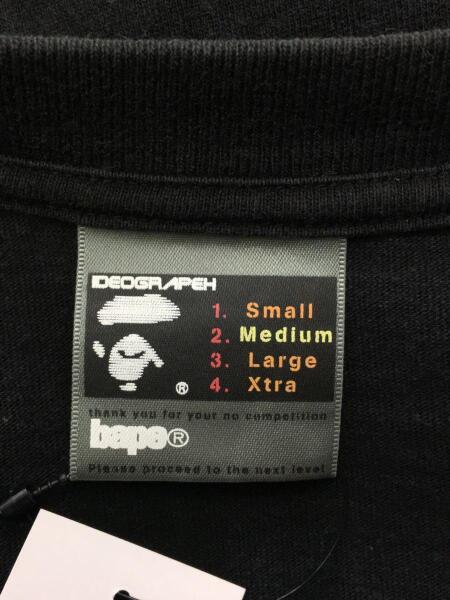 IDEOGRAPEH
1. Small
2. Medium
3. Large
® 4. Xtra
thank you for your no competition
bape®
Please proceed to the next level